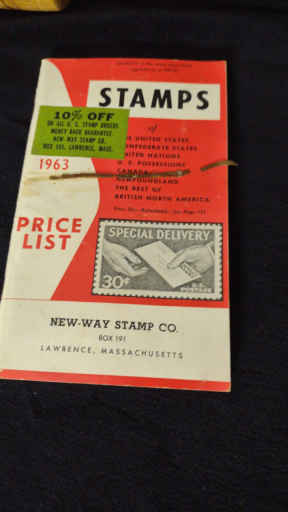 STAMPS
10% OFF
ON ALL U. S. STAMP ORDERS
MONEY BACK GUARANTEE
NEW-WAY STAMP CO.
BOX 191, LAWRENCE, MASS.
of
UNITED STATES
CONFEDERATE STATES
UNITED NATIONS
U. S. POSSESSIONS
CANADA
NEWFOUNDLAND
THE REST OF
BRITISH NORTH AMERICA
1963
PRICE
LIST
SPECIAL DELIVERY
30¢
U.S.
POSTAGE
NEW-WAY STAMP CO.
BOX 191
LAWRENCE, MASSACHUSETTS